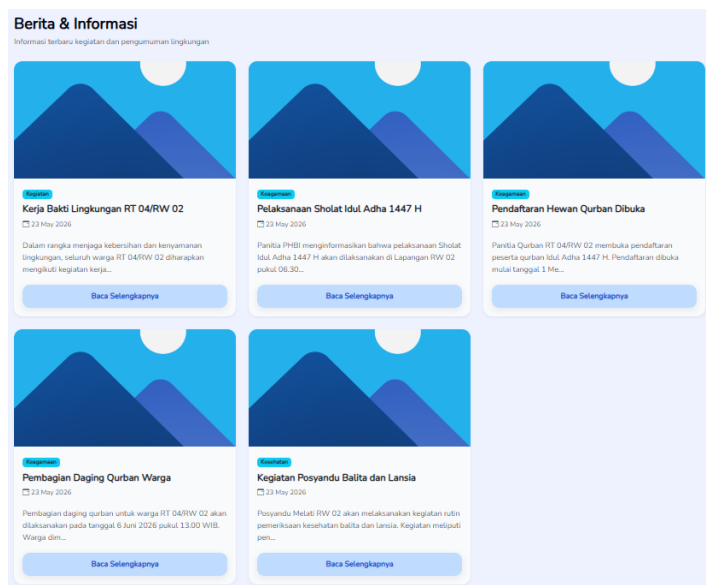 Berita & Informasi
Informasi terbaru kegiatan dan pengumuman lingkungan
Kegiatan
Kerja Bakti Lingkungan RT 04/RW 02
23 May 2026
Dalam rangka menjaga kebersihan dan kenyamanan
lingkungan, seluruh warga RT 04/RW 02 diharapkan
mengikuti kegiatan kerja...
Baca Selengkapnya
Keagamaan
Pelaksanaan Sholat Idul Adha 1447 H
23 May 2026
Panitia PHBI menginformasikan bahwa pelaksanaan Sholat
Idul Adha 1447 H akan dilaksanakan di Lapangan RW 02
pukul 06.30...
Baca Selengkapnya
Keagamaan
Pendaftaran Hewan Qurban Dibuka
23 May 2026
Panitia Qurban RT 04/RW 02 membuka pendaftaran
peserta qurban Idul Adha 1447 H. Pendaftaran dibuka
mulai tanggal 1 Me...
Baca Selengkapnya
Keagamaan
Pembagian Daging Qurban Warga
23 May 2026
Pembagian daging qurban untuk warga RT 04/RW 02 akan
dilaksanakan pada tanggal 6 Juni 2026 pukul 13.00 WIB.
Warga dim...
Baca Selengkapnya
Kesehatan
Kegiatan Posyandu Balita dan Lansia
23 May 2026
Posyandu Melati RW 02 akan melaksanakan kegiatan rutin
pemeriksaan kesehatan balita dan lansia. Kegiatan meliputi
pen...
Baca Selengkapnya